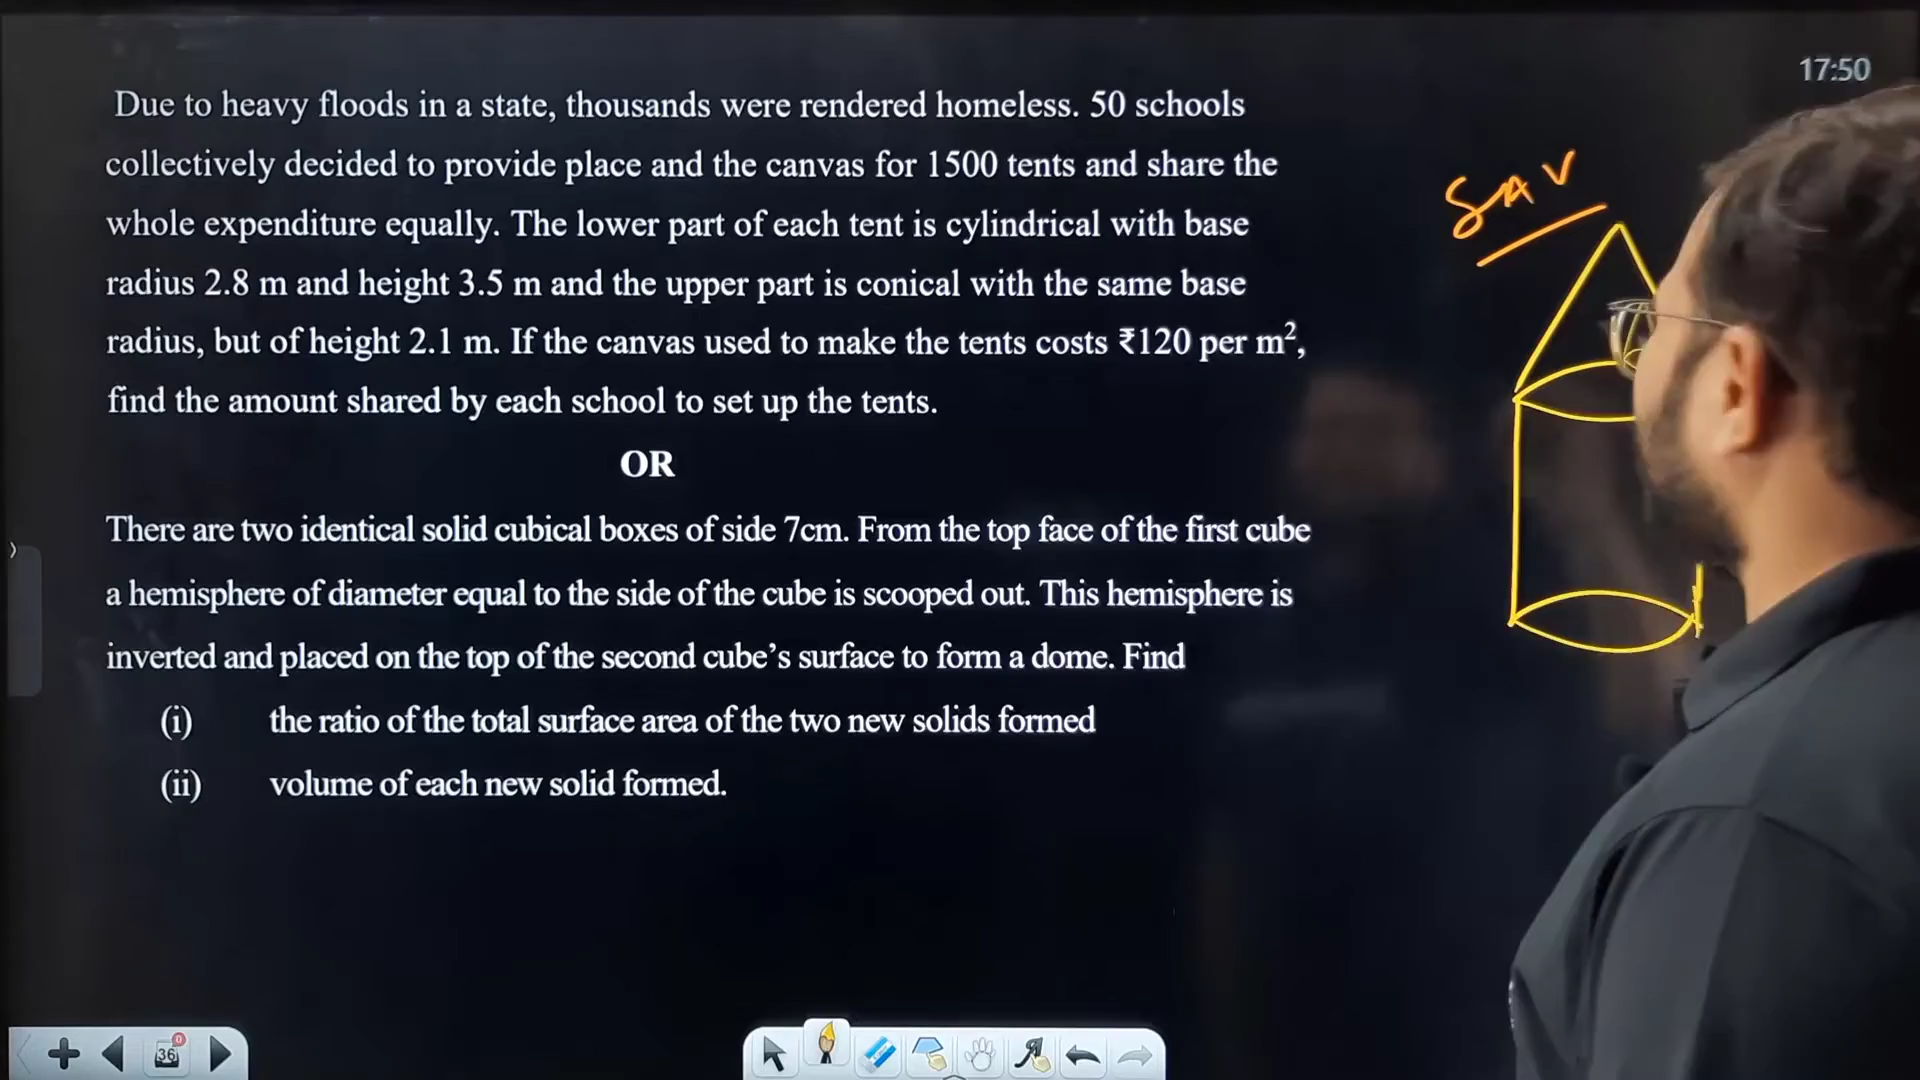 17:50
Due to heavy floods in a state, thousands were rendered homeless. 50 schools
collectively decided to provide place and the canvas for 1500 tents and share the
whole expenditure equally. The lower part of each tent is cylindrical with base
radius 2.8 m and height 3.5 m and the upper part is conical with the same base
radius, but of height 2.1 m. If the canvas used to make the tents costs ₹120 per m²,
find the amount shared by each school to set up the tents.
OR
There are two identical solid cubical boxes of side 7cm. From the top face of the first cube
a hemisphere of diameter equal to the side of the cube is scooped out. This hemisphere is
inverted and placed on the top of the second cube’s surface to form a dome. Find
(i) the ratio of the total surface area of the two new solids formed
(ii) volume of each new solid formed.
SAV
36
0